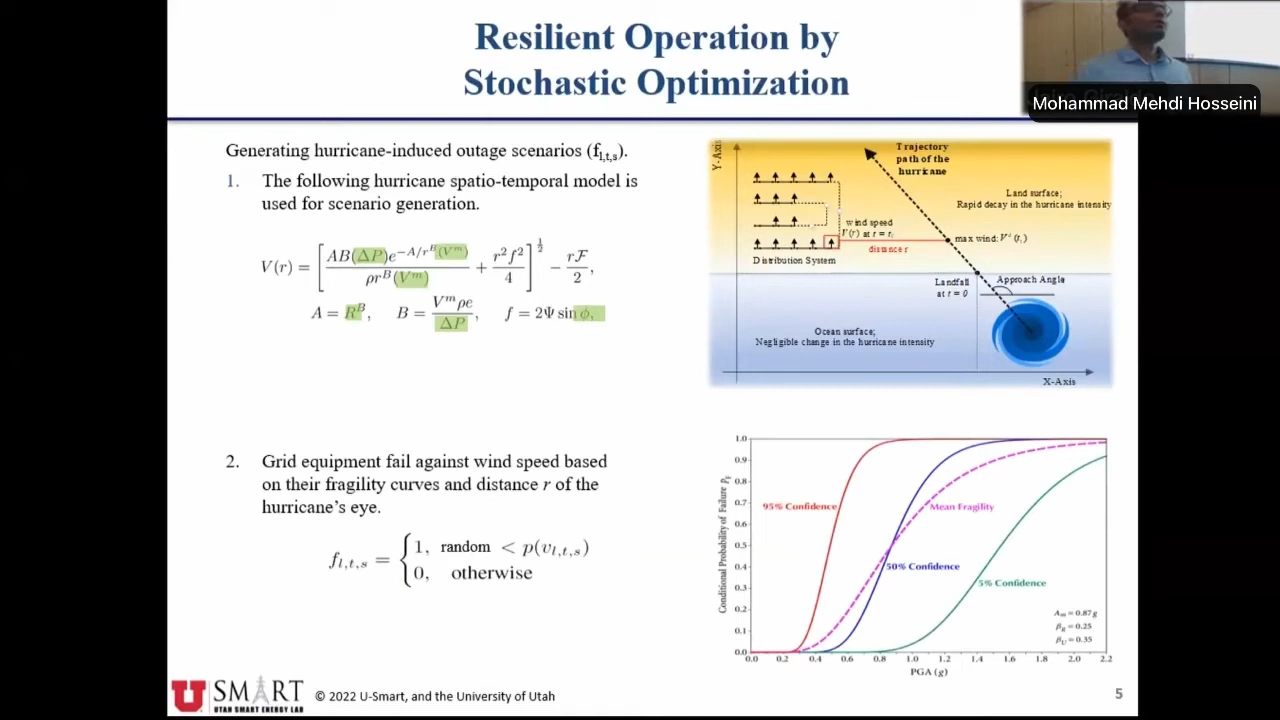 Resilient Operation by
Stochastic Optimization
Mohammad Mehdi Hosseini
Generating hurricane-induced outage scenarios (f_{l,t,s}).
1. The following hurricane spatio-temporal model is
used for scenario generation.
V(r) = [AB(ΔP)e^{-A/r^B(V^m)} / ρr^B(V^m) + r²f²/4]^{1/2} − rF/2,
A = R^B, B = V^m ρe / ΔP, f = 2Ψ sin ϕ,
Y-Axis
Trajectory
path of the
hurricane
Land surface;
Rapid decay in the hurricane intensity
wind speed
distance r
max wind:
Distribution System
Landfall
Approach Angle
Ocean surface;
Negligible change in the hurricane intensity
X-Axis
2. Grid equipment fail against wind speed based
on their fragility curves and distance r of the
hurricane's eye.
f_{l,t,s} = { 1, random < p(v_{l,t,s})
0, otherwise
Conditional Probability of Failure
1.0
0.9
0.8
0.7
0.6
0.5
0.4
0.3
0.2
0.1
0.0
95% Confidence
Mean Fragility
50% Confidence
5% Confidence
A_m = 0.87g
β_R = 0.25
β_U = 0.35
0.0 0.2 0.4 0.6 0.8 1.0 1.2 1.4 1.6 1.8 2.0 2.2
PGA (g)
U SMART
UTAH SMART ENERGY LAB
© 2022 U-Smart, and the University of Utah
5